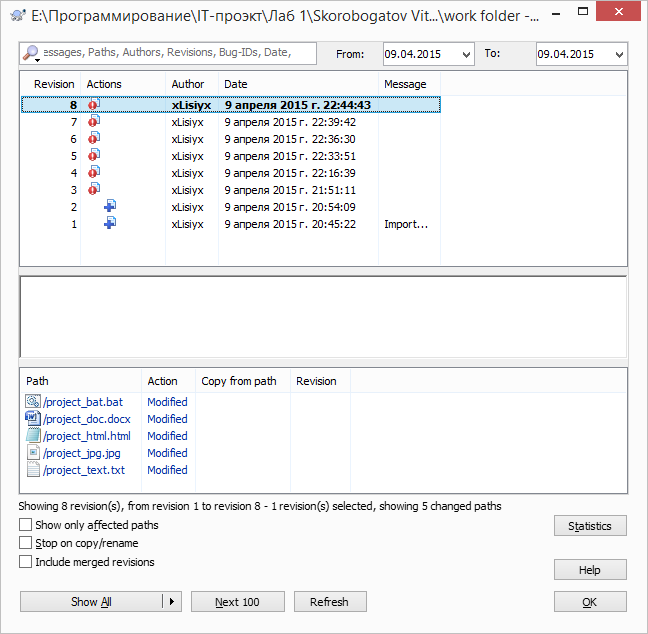 E:\Программирование\IT-проэкт\Лаб 1\Skorobogatov Vit...\work folder -...
essages, Paths, Authors, Revisions, Bug-IDs, Date, From: 09.04.2015 To: 09.04.2015
Revision Actions Author Date Message
8 xLisiyx 9 апреля 2015 г. 22:44:43
7 xLisiyx 9 апреля 2015 г. 22:39:42
6 xLisiyx 9 апреля 2015 г. 22:36:30
5 xLisiyx 9 апреля 2015 г. 22:33:51
4 xLisiyx 9 апреля 2015 г. 22:16:39
3 xLisiyx 9 апреля 2015 г. 21:51:11
2 xLisiyx 9 апреля 2015 г. 20:54:09
1 xLisiyx 9 апреля 2015 г. 20:45:22 Import...
Path Action Copy from path Revision
/project_bat.bat Modified
/project_doc.docx Modified
/project_html.html Modified
/project_jpg.jpg Modified
/project_text.txt Modified
Showing 8 revision(s), from revision 1 to revision 8 - 1 revision(s) selected, showing 5 changed paths
Show only affected paths
Statistics
Stop on copy/rename
Include merged revisions
Help
Show All Next 100 Refresh OK